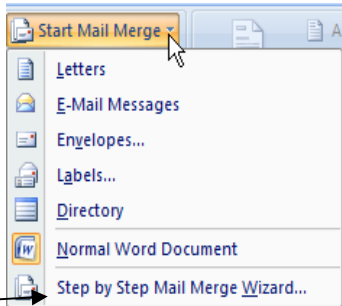 Start Mail Merge
A
Letters
E-Mail Messages
Envelopes...
Labels...
Directory
Normal Word Document
Step by Step Mail Merge Wizard...